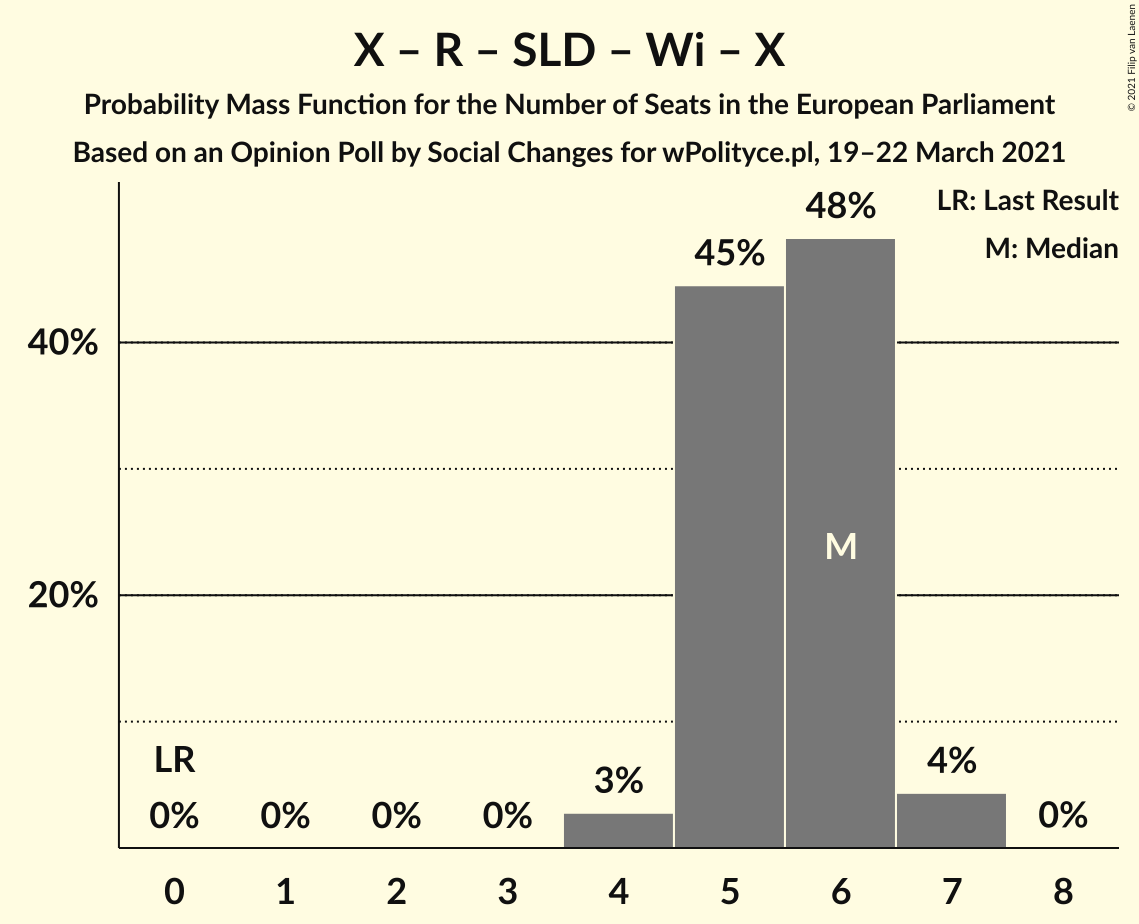 X – R – SLD – Wi – X
Probability Mass Function for the Number of Seats in the European Parliament
Based on an Opinion Poll by Social Changes for wPolityce.pl, 19–22 March 2021
© 2021 Filip van Laenen
LR: Last Result
M: Median
48%
45%
40%
M
20%
LR
0% 0% 0% 0% 3% 4% 0%
0 1 2 3 4 5 6 7 8